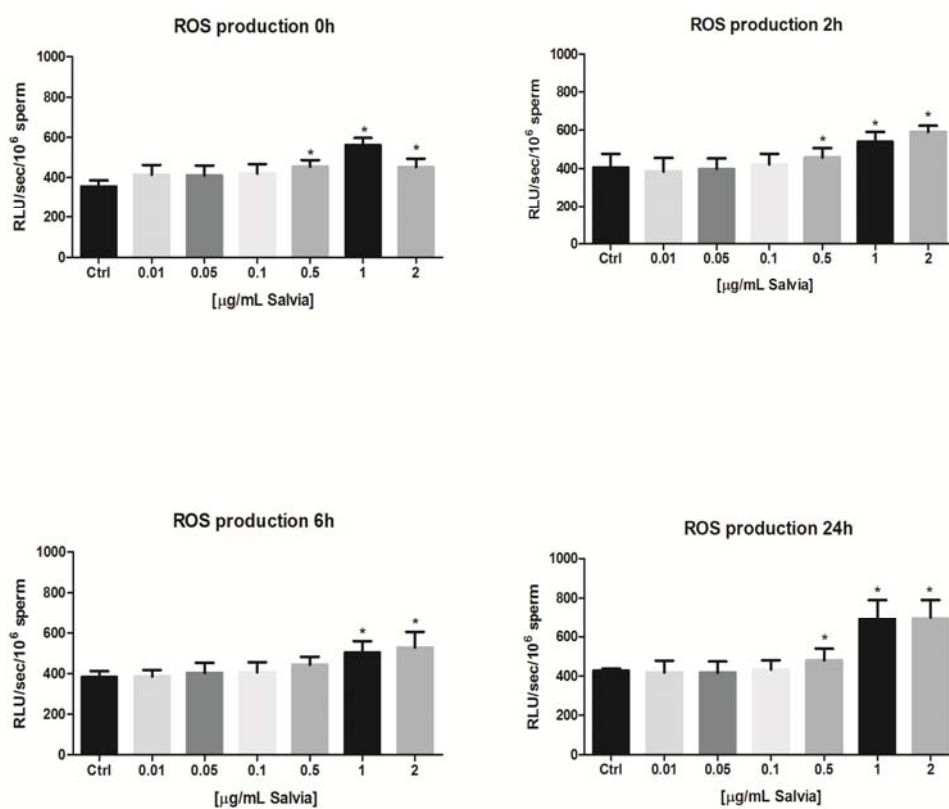 ROS production 0h
RLU/sec/10⁶ sperm
1000
800
600
400
200
0
* * *
Ctrl 0.01 0.05 0.1 0.5 1 2
[µg/mL Salvia]
ROS production 2h
RLU/sec/10⁶ sperm
1000
800
600
400
200
0
* * *
Ctrl 0.01 0.05 0.1 0.5 1 2
[µg/mL Salvia]
ROS production 6h
RLU/sec/10⁶ sperm
1000
800
600
400
200
0
* *
Ctrl 0.01 0.05 0.1 0.5 1 2
[µg/mL Salvia]
ROS production 24h
RLU/sec/10⁶ sperm
1000
800
600
400
200
0
* * *
Ctrl 0.01 0.05 0.1 0.5 1 2
[µg/mL Salvia]